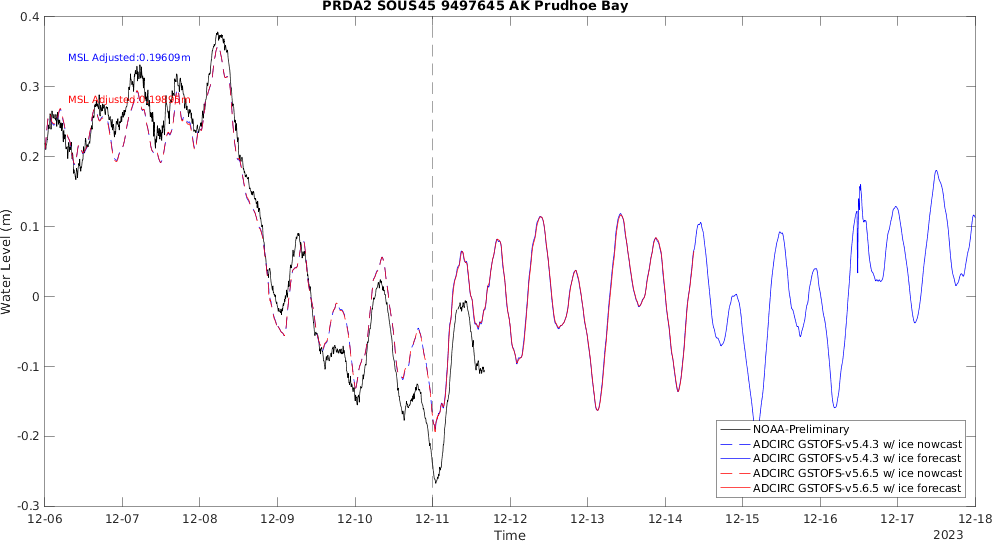 PRDA2 SOUS45 9497645 AK Prudhoe Bay
0.4
0.3
0.2
0.1
0
-0.1
-0.2
-0.3
Water Level (m)
MSL Adjusted:0.19609m
MSL Adjusted:
NOAA-Preliminary
ADCIRC GSTOFS-v5.4.3 w/ ice nowcast
ADCIRC GSTOFS-v5.4.3 w/ ice forecast
ADCIRC GSTOFS-v5.6.5 w/ ice nowcast
ADCIRC GSTOFS-v5.6.5 w/ ice forecast
12-06 12-07 12-08 12-09 12-10 12-11 12-12 12-13 12-14 12-15 12-16 12-17 12-18
Time
2023